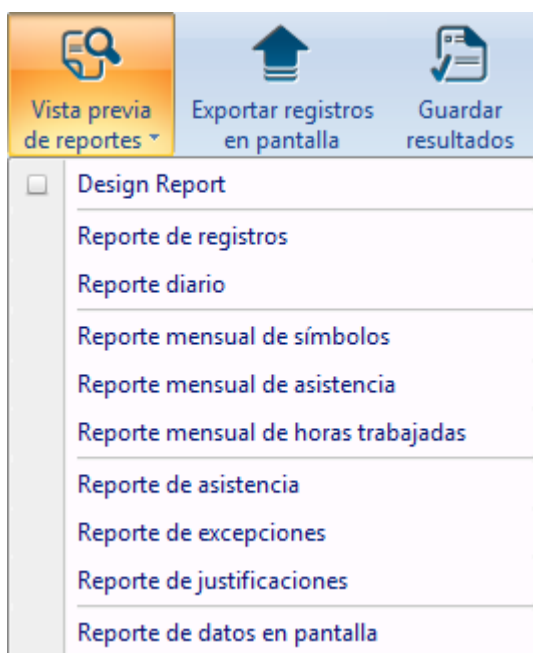 Vista previa
de reportes
Exportar registros
en pantalla
Guardar
resultados
Design Report
Reporte de registros
Reporte diario
Reporte mensual de símbolos
Reporte mensual de asistencia
Reporte mensual de horas trabajadas
Reporte de asistencia
Reporte de excepciones
Reporte de justificaciones
Reporte de datos en pantalla